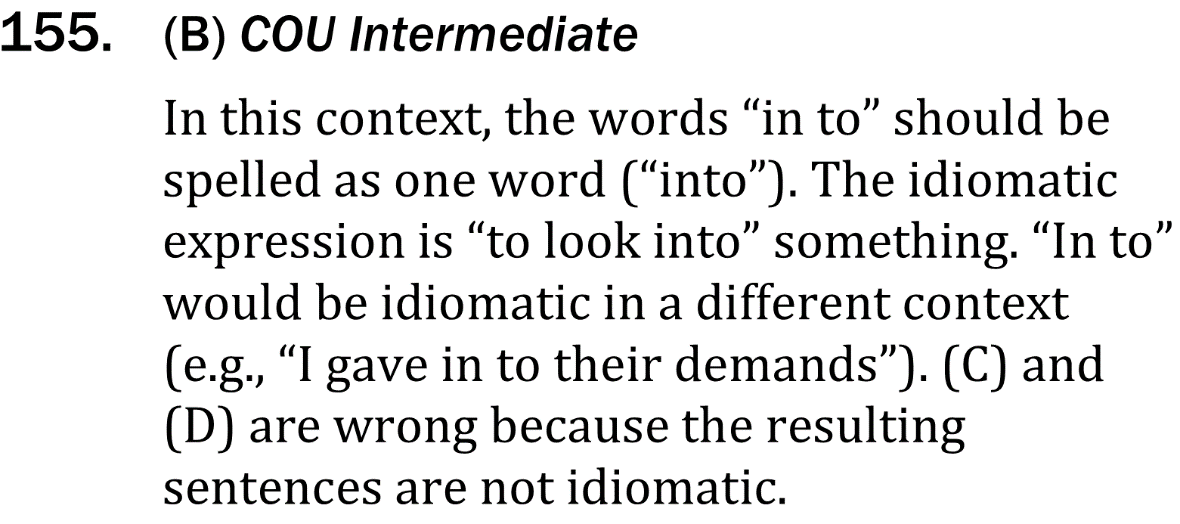 155. (B) COU Intermediate
In this context, the words “in to” should be
spelled as one word (“into”). The idiomatic
expression is “to look into” something. “In to”
would be idiomatic in a different context
(e.g., “I gave in to their demands”). (C) and
(D) are wrong because the resulting
sentences are not idiomatic.